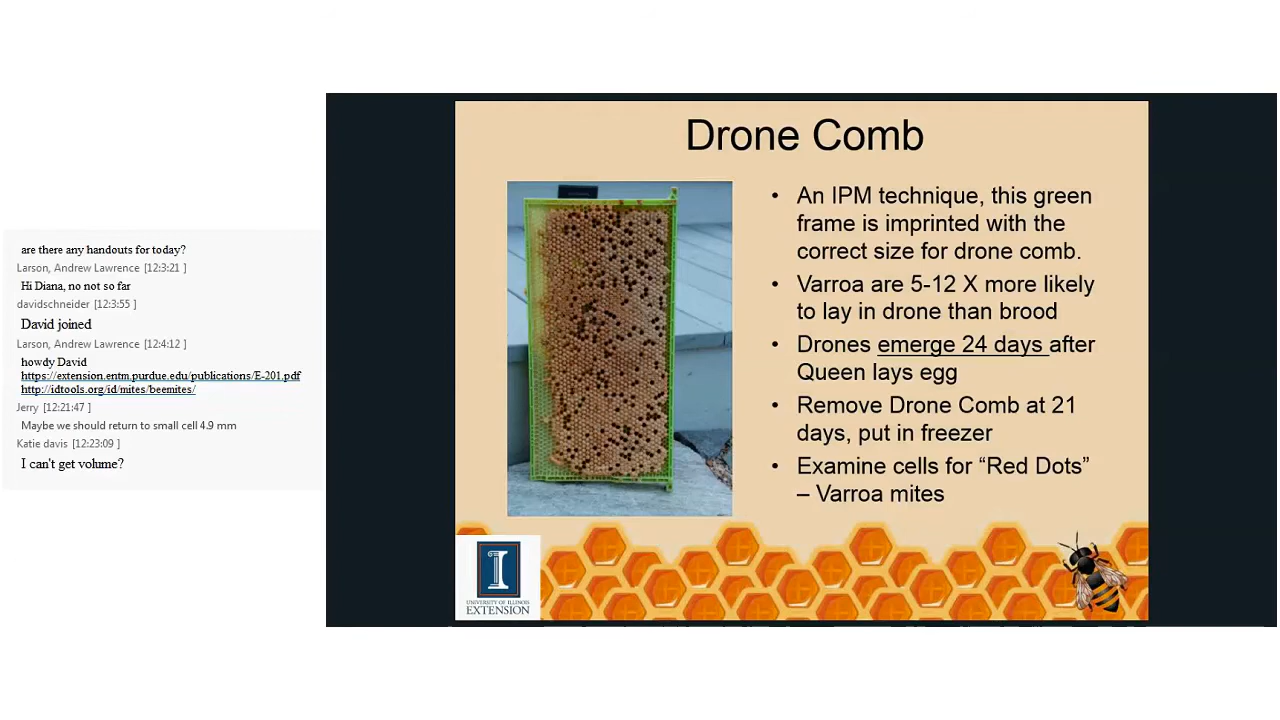 are there any handouts for today?
Larson, Andrew Lawrence [12:3:21 ]
Hi Diana, no not so far
davidschneider [12:3:55 ]
David joined
Larson, Andrew Lawrence [12:4:12 ]
howdy David
https://extension.entm.purdue.edu/publications/E-201.pdf
http://idtools.org/id/mites/beemites/
Jerry [12:21:47 ]
Maybe we should return to small cell 4.9 mm
Katie davis [12:23:09 ]
I can't get volume?
Drone Comb
• An IPM technique, this green
frame is imprinted with the
correct size for drone comb.
• Varroa are 5-12 X more likely
to lay in drone than brood
• Drones emerge 24 days after
Queen lays egg
• Remove Drone Comb at 21
days, put in freezer
• Examine cells for “Red Dots”
– Varroa mites
I
UNIVERSITY OF ILLINOIS
EXTENSION